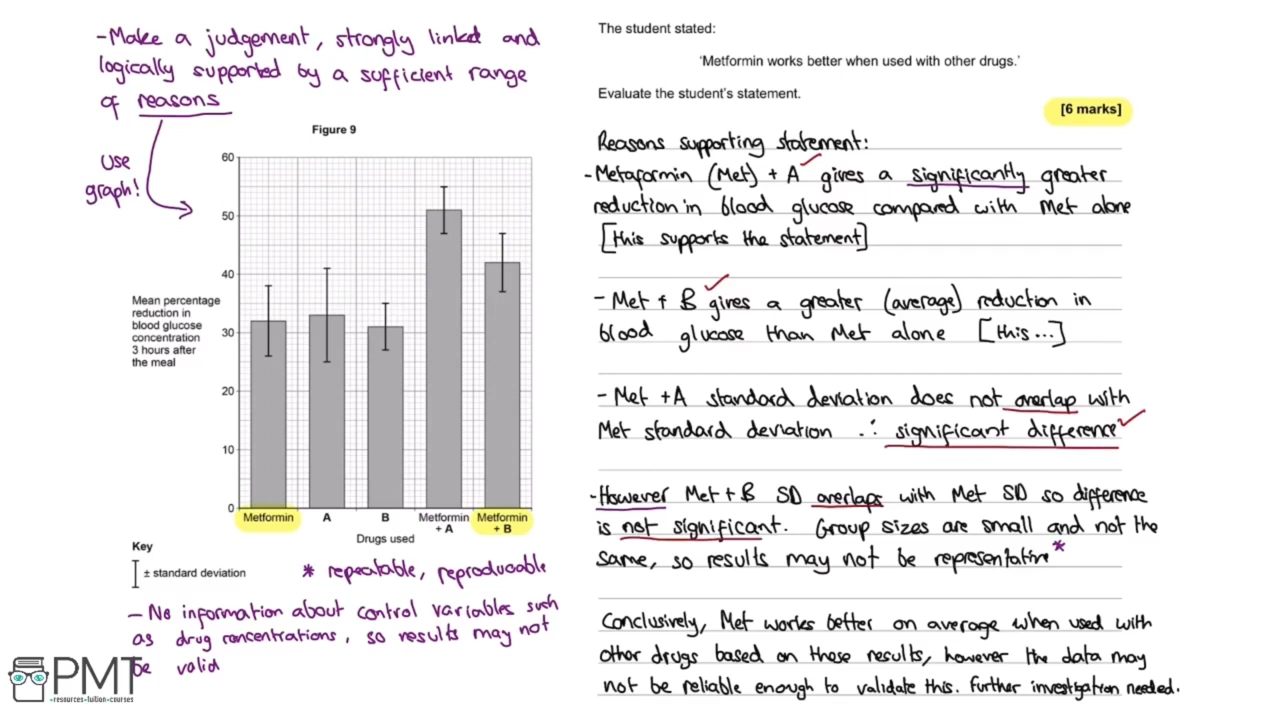 -Make a judgement, strongly linked and
logically supported by a sufficient range
of reasons
Use
graph!
Figure 9
60
50
40
30
20
10
0
Mean percentage
reduction in
blood glucose
concentration
3 hours after
the meal
Metformin
A
B
Metformin
+ A
Metformin
+ B
Drugs used
Key
± standard deviation
* repeatable, reproducable
- No information about control variables such
as drug concentrations, so results may not
be valid
PMT
•resources•tuition•courses
The student stated:
'Metformin works better when used with other drugs.'
Evaluate the student's statement.
[6 marks]
Reasons supporting statement:
-Metaformin (Met) + A gives a significantly greater
reduction in blood glucose compared with Met alone
[this supports the statement]
- Met + B gives a greater (average) reduction in
blood glucose than Met alone [this...]
- Met +A standard deviation does not overlap with
Met standard deviation ∴ significant difference
-However Met+B SD overlaps with Met SD so difference
is not significant. Group sizes are small and not the
same, so results may not be representative*
Conclusively, Met works better on average when used with
other drugs based on these results, however the data may
not be reliable enough to validate this. Further investigation needed.